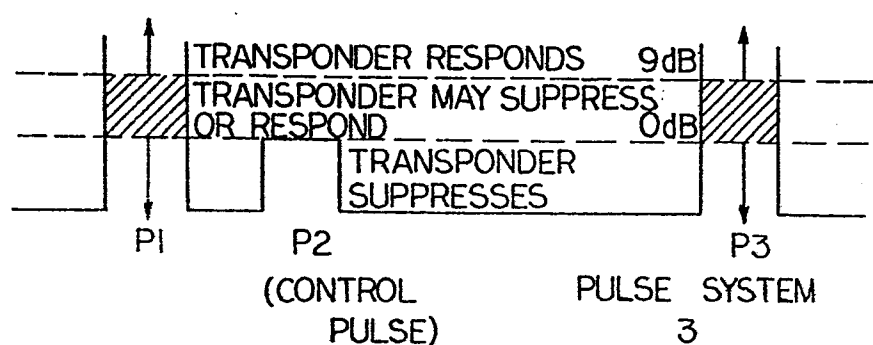 TRANSPONDER RESPONDS 9dB
TRANSPONDER MAY SUPPRESS
OR RESPOND 0dB
TRANSPONDER
SUPPRESSES
P1 P2 P3
(CONTROL PULSE SYSTEM
PULSE) 3